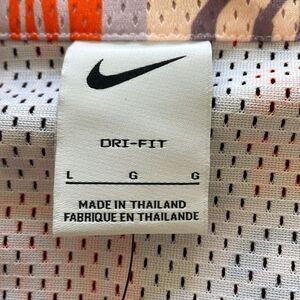 DRI-FIT
L G G
MADE IN THAILAND
FABRIQUE EN THAILANDE